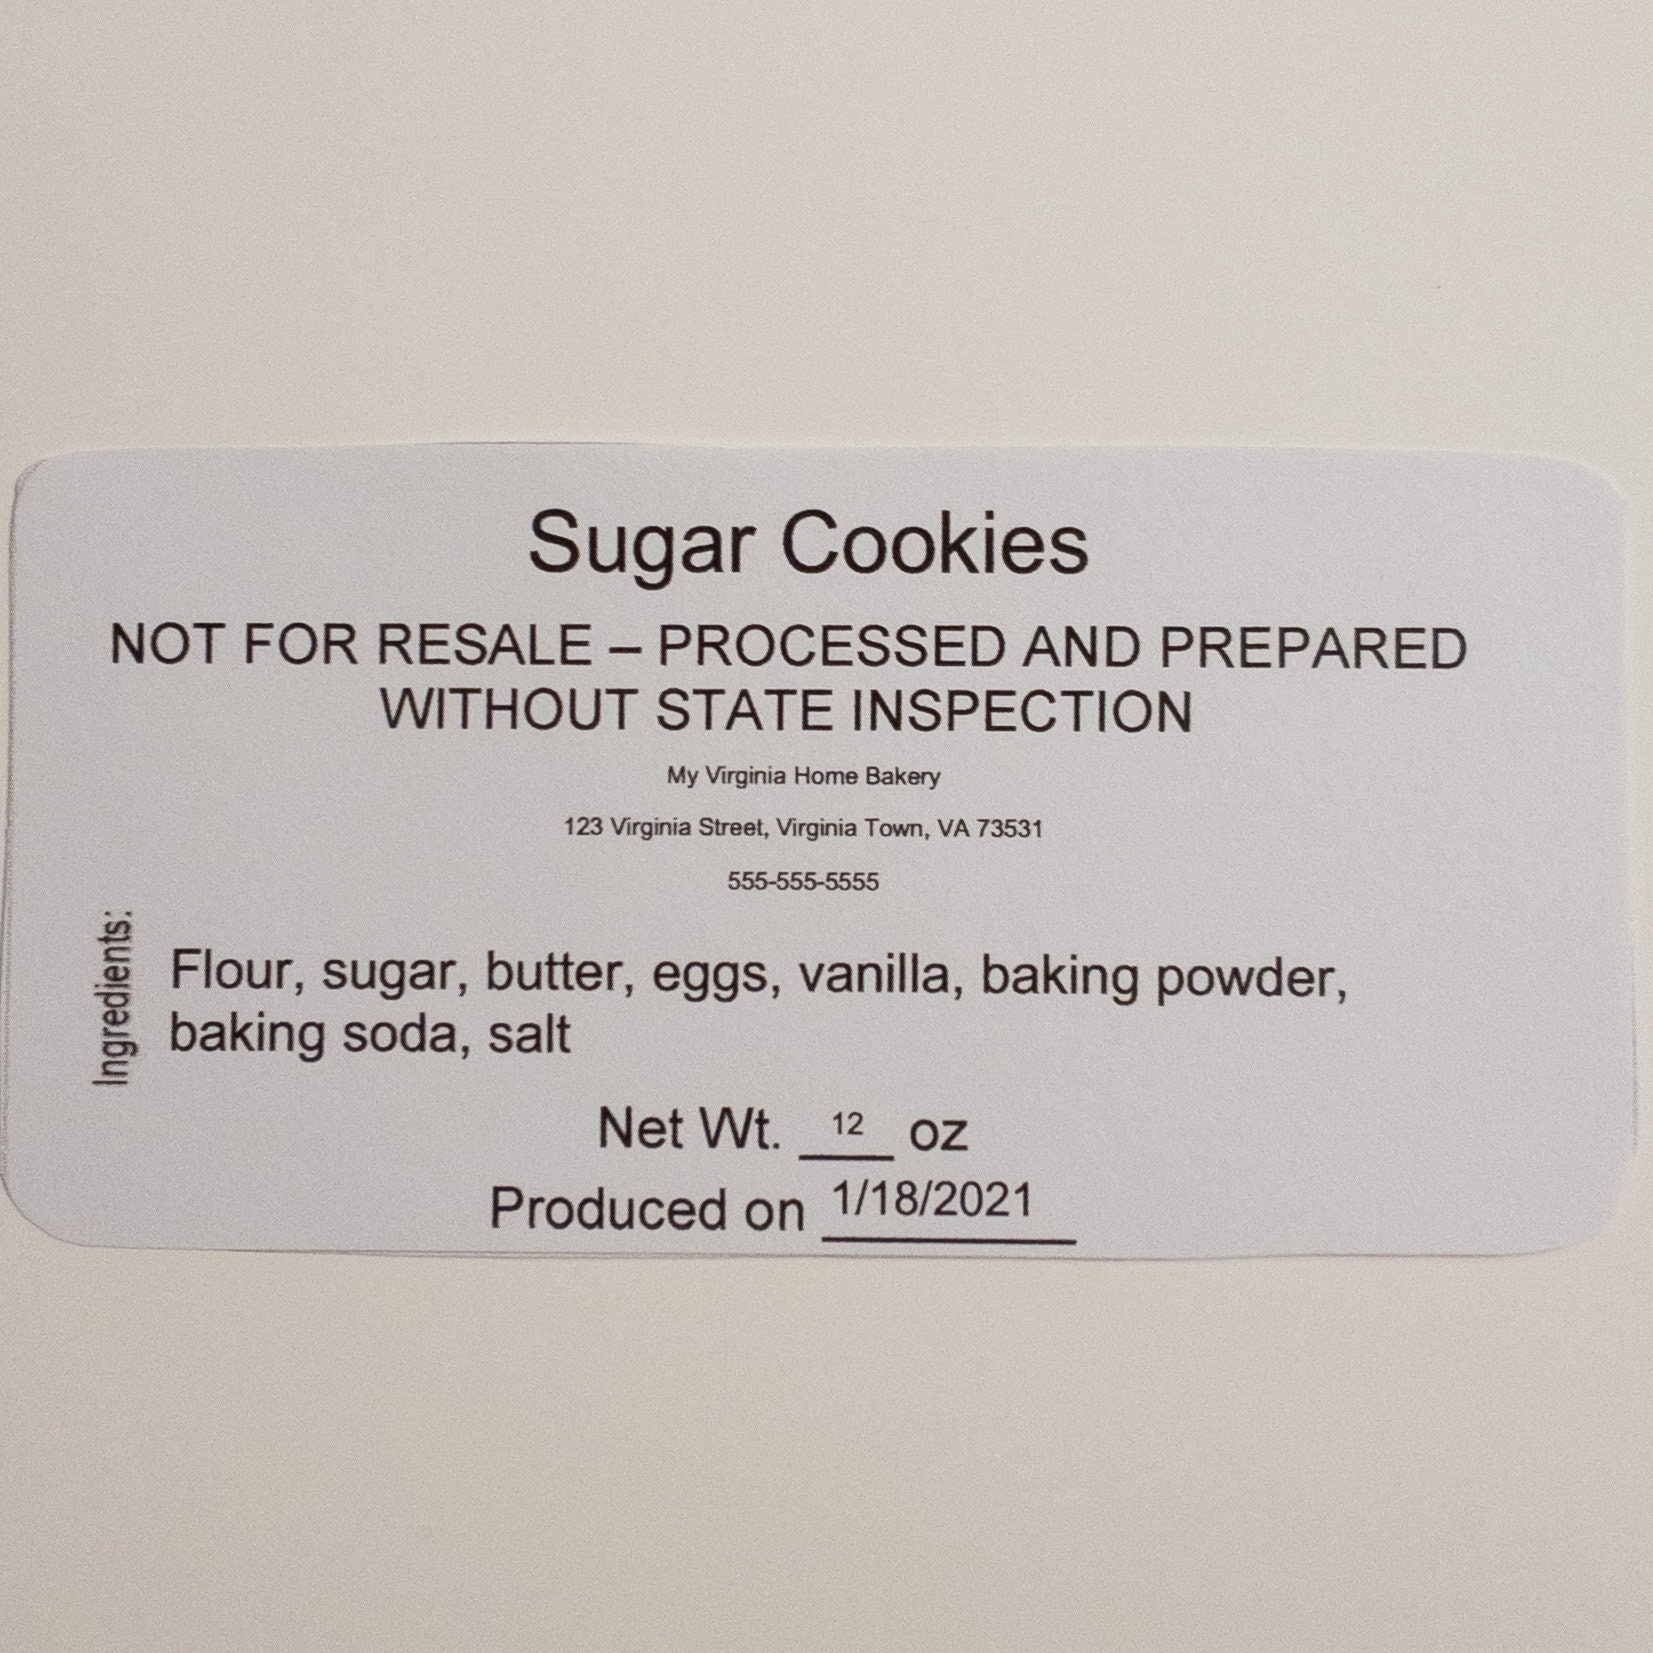 Sugar Cookies
NOT FOR RESALE – PROCESSED AND PREPARED
WITHOUT STATE INSPECTION
My Virginia Home Bakery
123 Virginia Street, Virginia Town, VA 73531
555-555-5555
Ingredients:
Flour, sugar, butter, eggs, vanilla, baking powder,
baking soda, salt
Net Wt. 12 oz
Produced on 1/18/2021